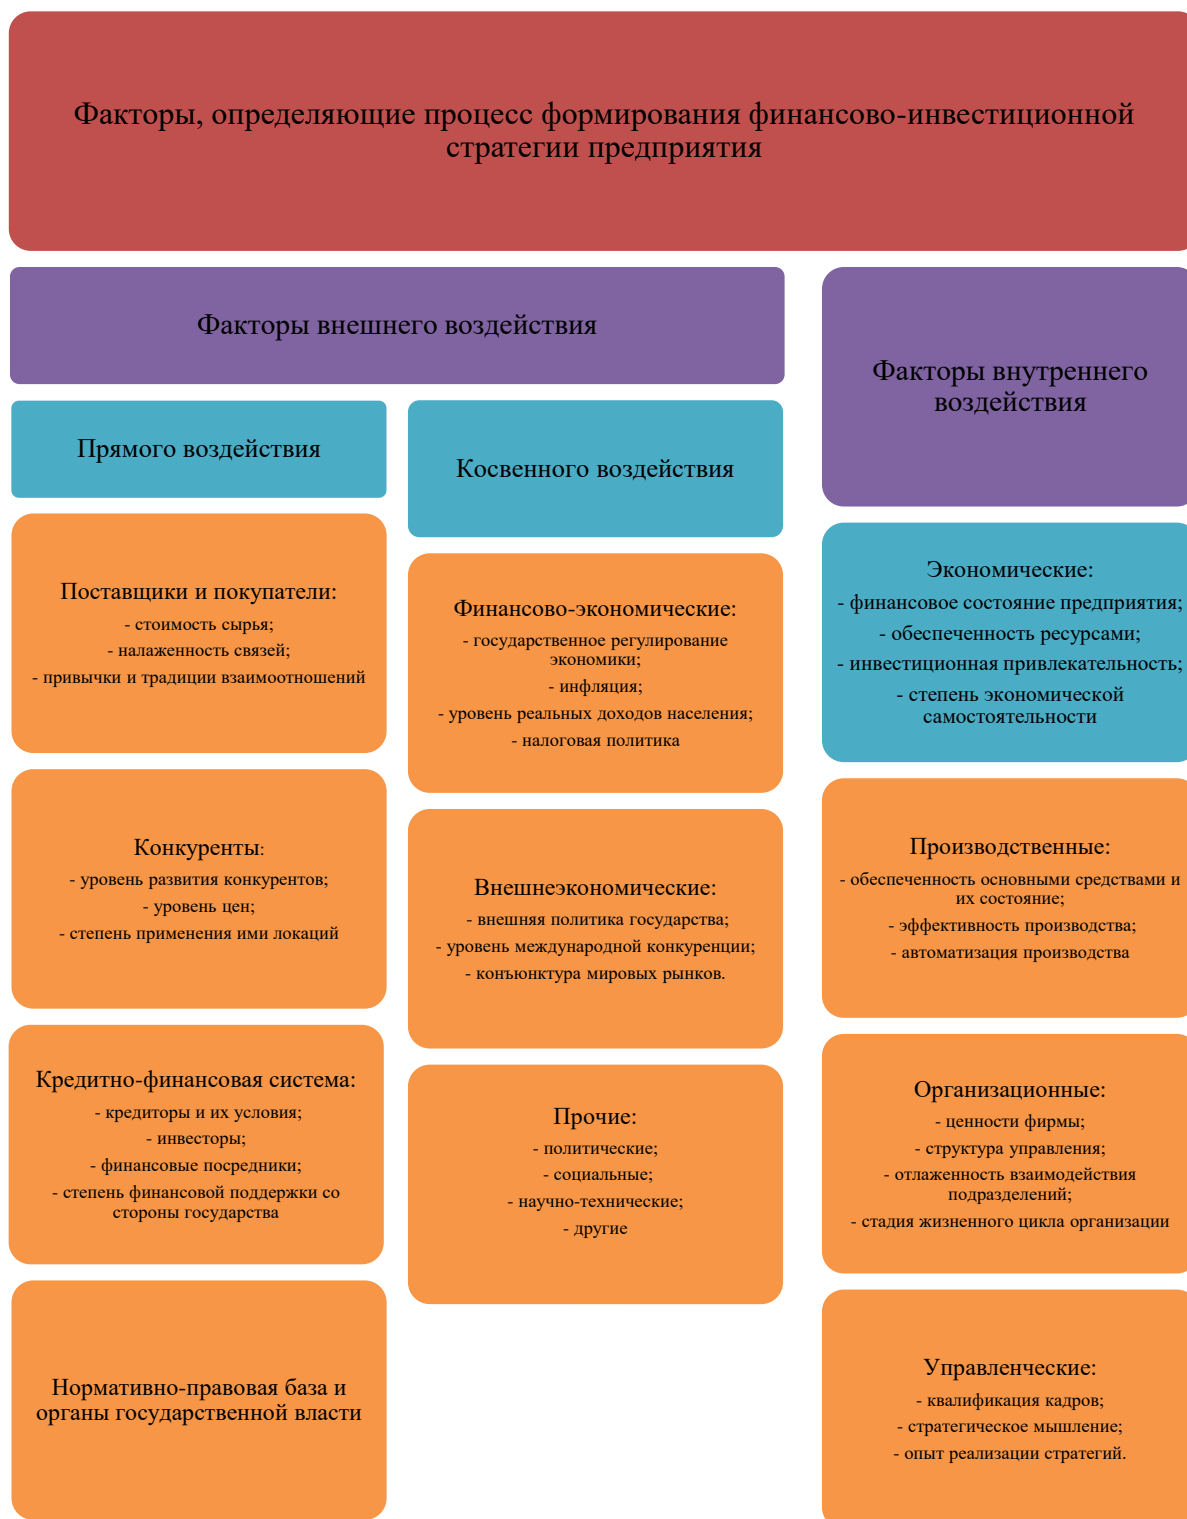 Факторы, определяющие процесс формирования финансово-инвестиционной
стратегии предприятия
Факторы внешнего воздействия
Прямого воздействия
Поставщики и покупатели:
- стоимость сырья;
- налаженность связей;
- привычки и традиции взаимоотношений
Конкуренты:
- уровень развития конкурентов;
- уровень цен;
- степень применения ими локаций
Кредитно-финансовая система:
- кредиторы и их условия;
- инвесторы;
- финансовые посредники;
- степень финансовой поддержки со
стороны государства
Нормативно-правовая база и
органы государственной власти
Косвенного воздействия
Финансово-экономические:
- государственное регулирование
экономики;
- инфляция;
- уровень реальных доходов населения;
- налоговая политика
Внешнеэкономические:
- внешняя политика государства;
- уровень международной конкуренции;
- конъюнктура мировых рынков.
Прочие:
- политические;
- социальные;
- научно-технические;
- другие
Факторы внутреннего
воздействия
Экономические:
- финансовое состояние предприятия;
- обеспеченность ресурсами;
- инвестиционная привлекательность;
- степень экономической
самостоятельности
Производственные:
- обеспеченность основными средствами и
их состояние;
- эффективность производства;
- автоматизация производства
Организационные:
- ценности фирмы;
- структура управления;
- отлаженность взаимодействия
подразделений;
- стадия жизненного цикла организации
Управленческие:
- квалификация кадров;
- стратегическое мышление;
- опыт реализации стратегий.